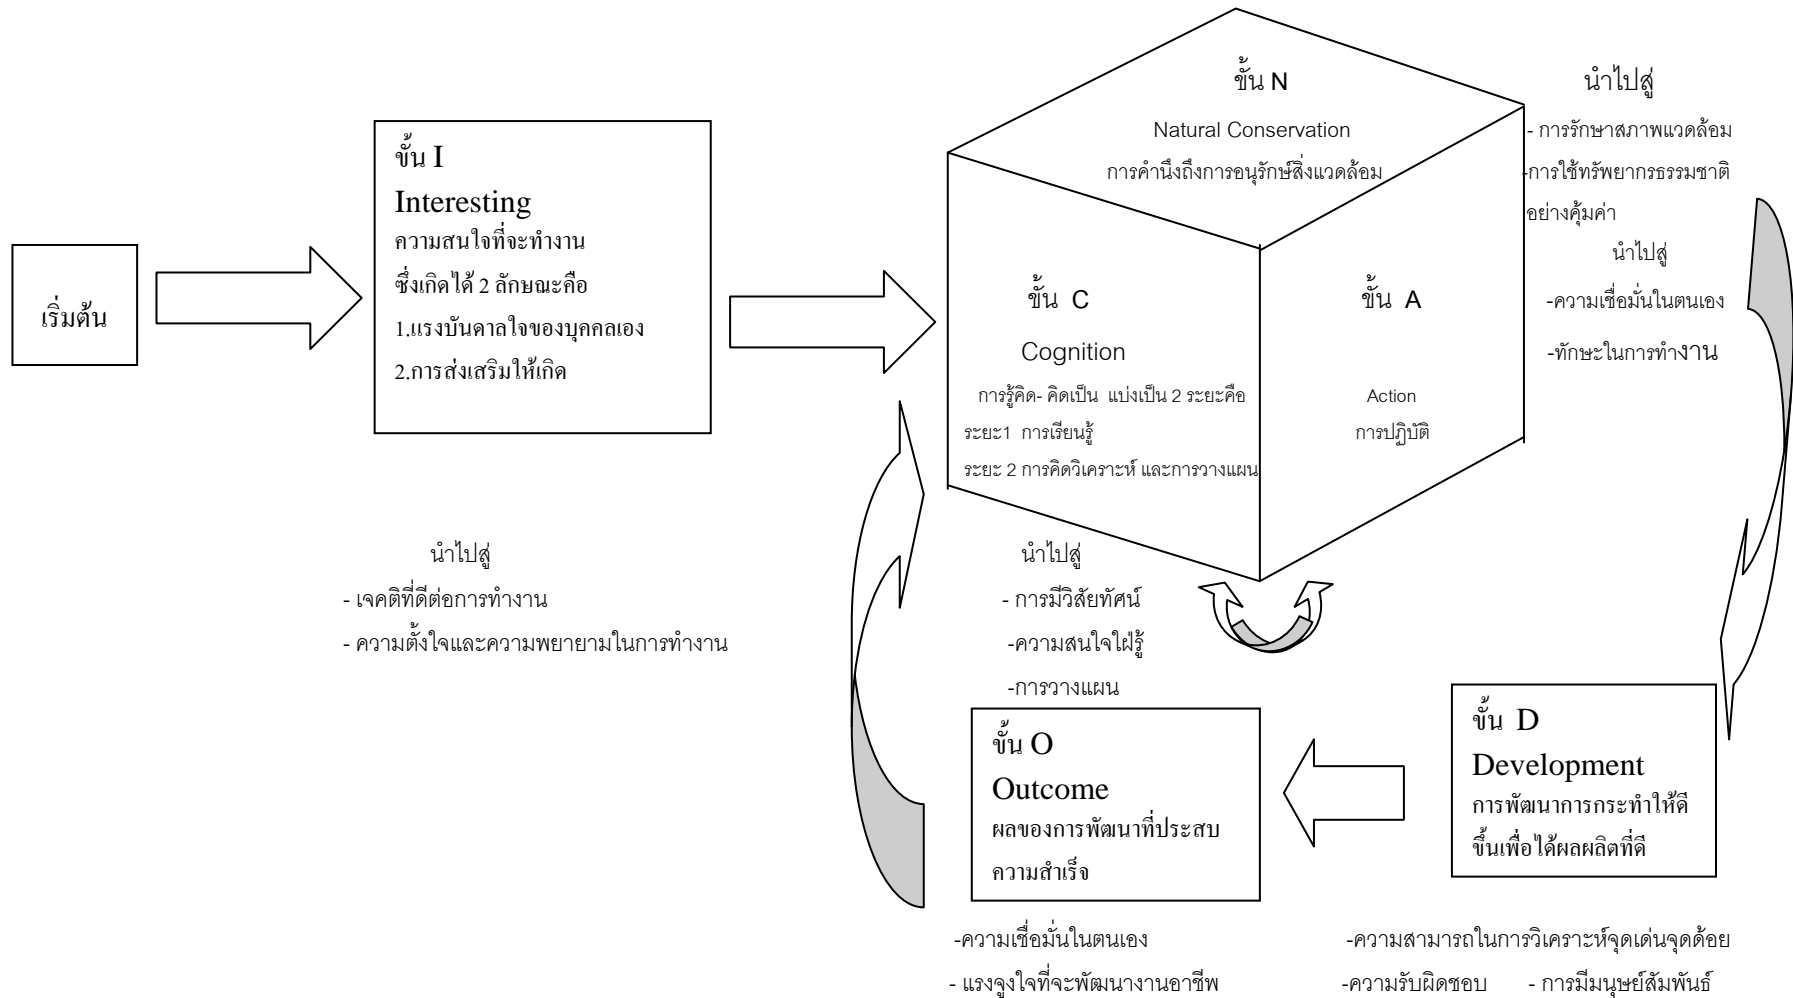 เริ่มต้น
ขั้น I
Interesting
ความสนใจที่จะทำงาน
ซึ่งเกิดได้ 2 ลักษณะคือ
1.แรงบันดาลใจของบุคคลเอง
2.การส่งเสริมให้เกิด
นำไปสู่
- เจคติที่ดีต่อการทำงาน
- ความตั้งใจและความพยายามในการทำงาน
ขั้น N
Natural Conservation
การคำนึงถึงการอนุรักษ์สิ่งแวดล้อม
นำไปสู่
- การรักษาสภาพแวดล้อม
-การใช้ทรัพยากรธรรมชาติ
อย่างคุ้มค่า
ขั้น C
Cognition
การรู้คิด- คิดเป็น แบ่งเป็น 2 ระยะคือ
ระยะ1 การเรียนรู้
ระยะ 2 การคิดวิเคราะห์ และการวางแผน
นำไปสู่
- การมีวิสัยทัศน์
-ความสนใจใฝ่รู้
-การวางแผน
ขั้น A
Action
การปฏิบัติ
นำไปสู่
-ความเชื่อมั่นในตนเอง
-ทักษะในการทำงาน
ขั้น D
Development
การพัฒนาการกระทำให้ดี
ขึ้นเพื่อได้ผลผลิตที่ดี
-ความสามารถในการวิเคราะห์จุดเด่นจุดด้อย
-ความรับผิดชอบ - การมีมนุษย์สัมพันธ์
ขั้น O
Outcome
ผลของการพัฒนาที่ประสบ
ความสำเร็จ
-ความเชื่อมั่นในตนเอง
- แรงจูงใจที่จะพัฒนางานอาชีพ